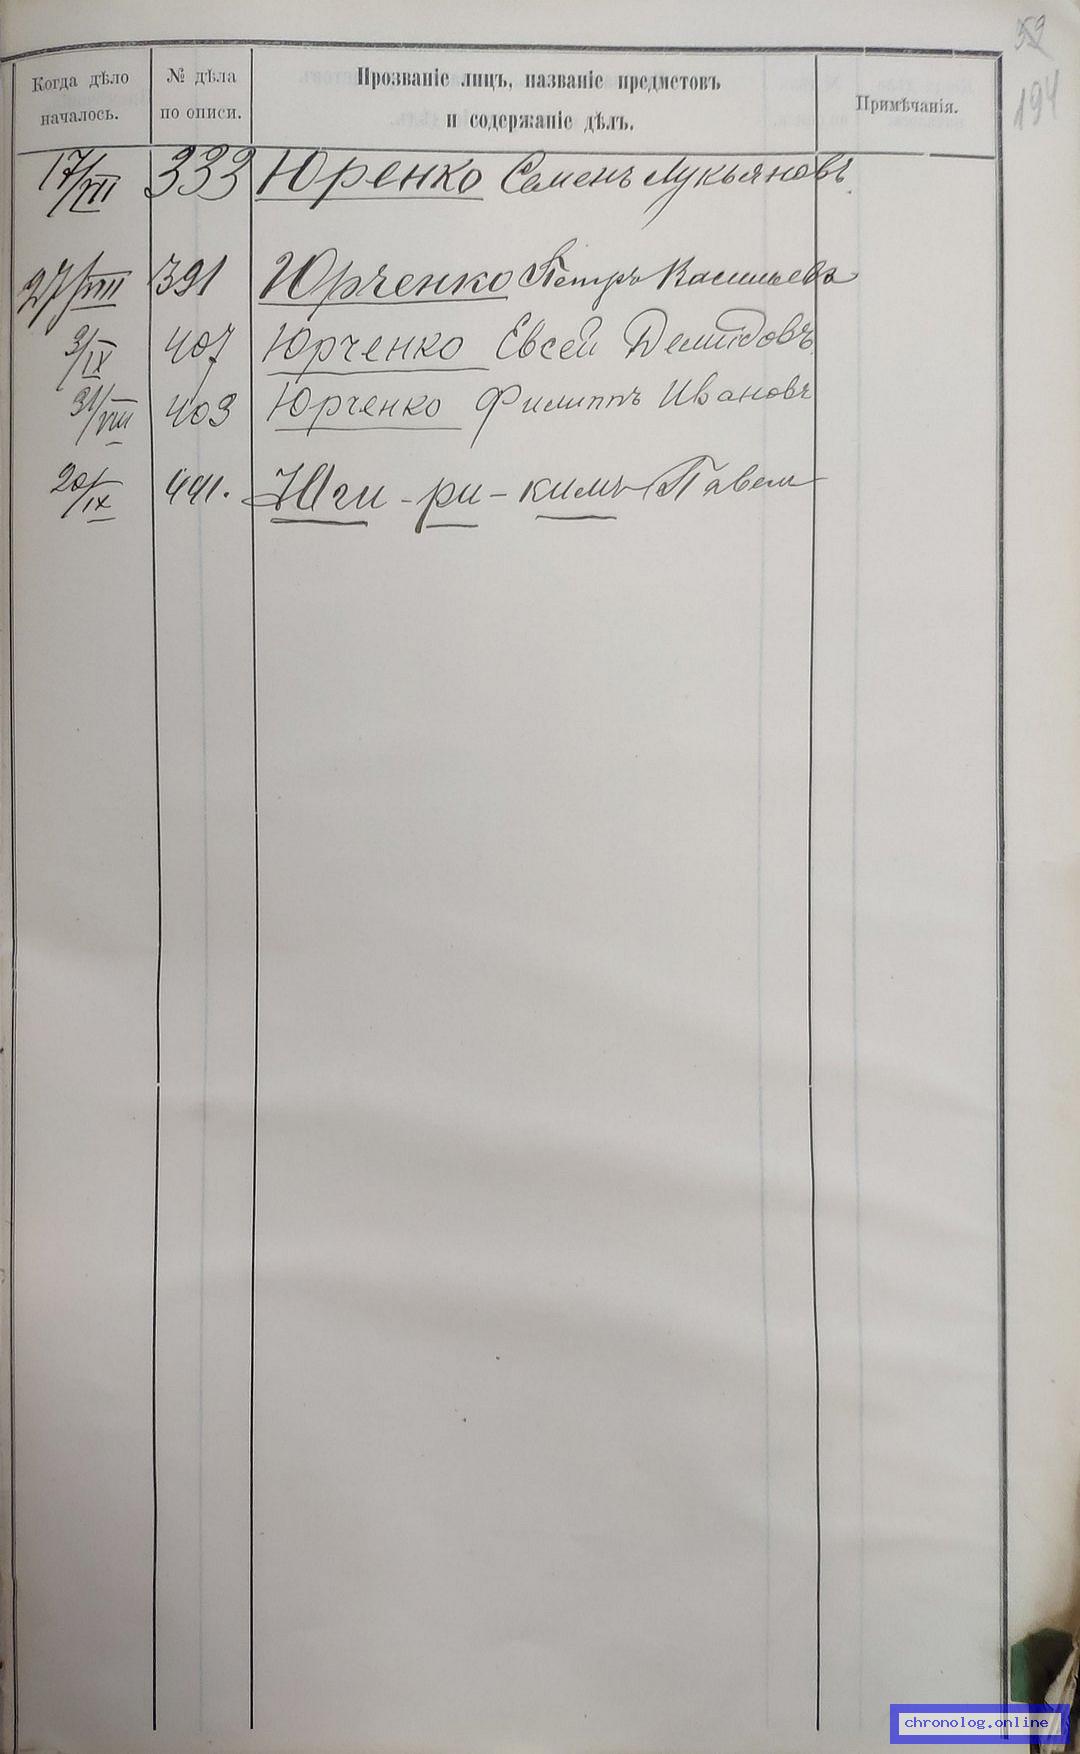 194
Когда дѣло началось.
№ дѣла по описи.
Прозваніе лицъ, названіе предметовъ
и содержаніе дѣлъ.
Примѣчанія.
17/VII 333 Юренко Семенъ Лукьяновъ.
27/VIII 391 Юрченко Петръ Васильевъ
3/IX 407 Юрченко Евсей Демидовъ
31/VIII 403 Юрченко Филиппъ Ивановъ
20/IX 441. Юги-ри-кимъ Павелъ
chronolog.online